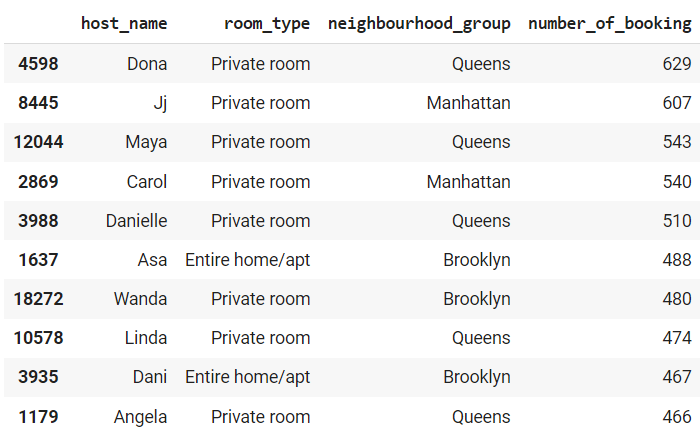 host_name room_type neighbourhood_group number_of_booking
4598 Dona Private room Queens 629
8445 Jj Private room Manhattan 607
12044 Maya Private room Queens 543
2869 Carol Private room Manhattan 540
3988 Danielle Private room Queens 510
1637 Asa Entire home/apt Brooklyn 488
18272 Wanda Private room Brooklyn 480
10578 Linda Private room Queens 474
3935 Dani Entire home/apt Brooklyn 467
1179 Angela Private room Queens 466